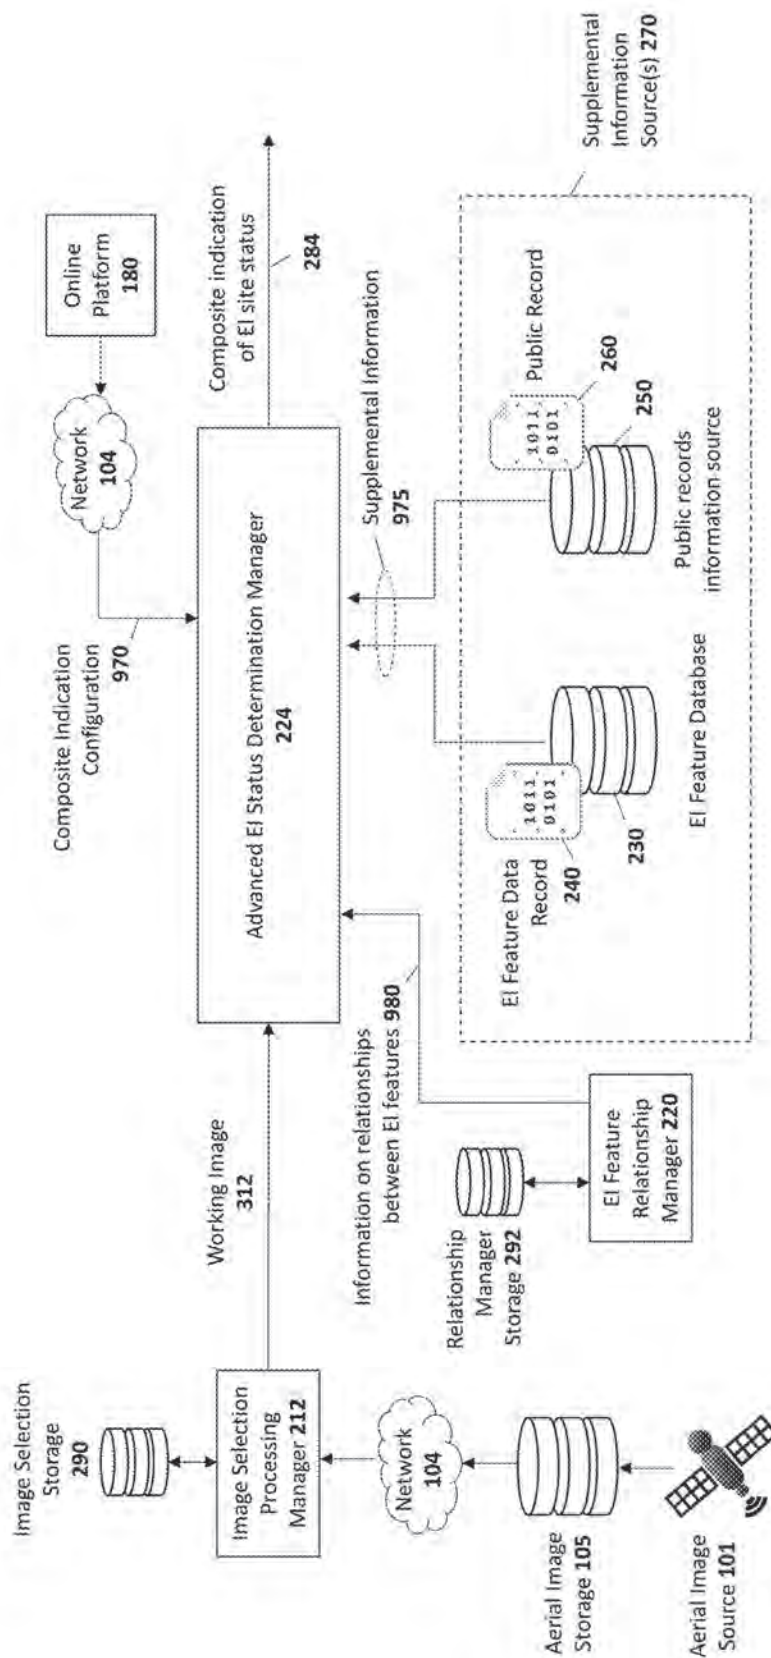 Image Selection
Storage
290
Image Selection
Processing
Manager 212
Network
104
Aerial Image
Storage 105
Aerial Image
Source 101
Working Image
312
Information on relationships
between EI features 980
Relationship
Manager
Storage 292
EI Feature
Relationship
Manager 220
Composite Indication
Configuration
970
Network
104
Online
Platform
180
Advanced EI Status Determination Manager
224
Composite indication
of EI site status
284
Supplemental Information
975
EI Feature Data
Record
240
1011
0101
230
EI Feature Database
Public Record
260
1011
0101
250
Public records
information source
Supplemental
Information
Source(s) 270